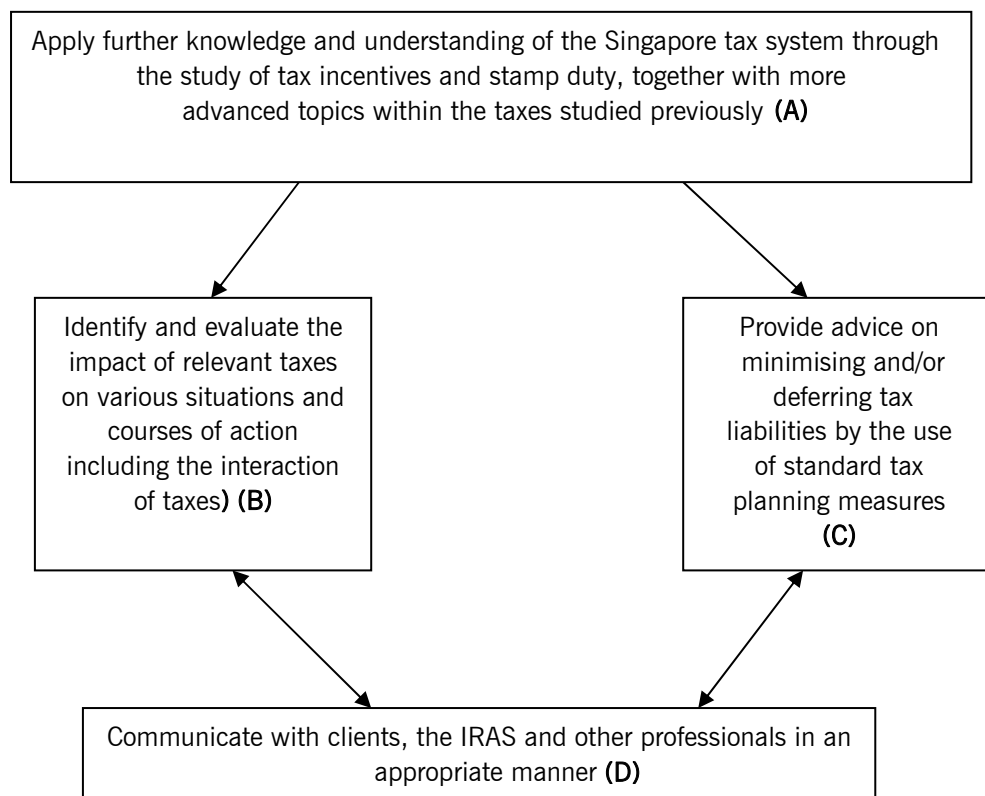 Apply further knowledge and understanding of the Singapore tax system through
the study of tax incentives and stamp duty, together with more
advanced topics within the taxes studied previously (A)
Identify and evaluate the
impact of relevant taxes
on various situations and
courses of action
including the interaction
of taxes) (B)
Provide advice on
minimising and/or
deferring tax
liabilities by the use
of standard tax
planning measures
(C)
Communicate with clients, the IRAS and other professionals in an
appropriate manner (D)